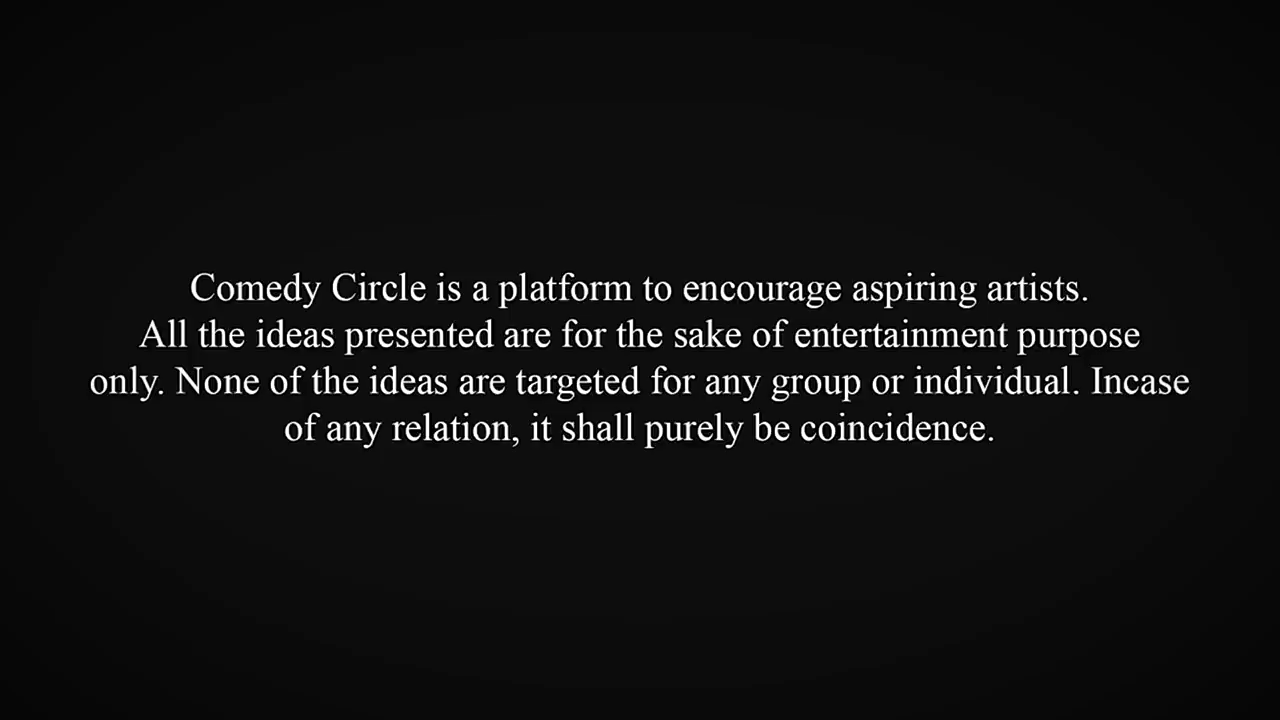 Comedy Circle is a platform to encourage aspiring artists.
All the ideas presented are for the sake of entertainment purpose
only. None of the ideas are targeted for any group or individual. Incase
of any relation, it shall purely be coincidence.